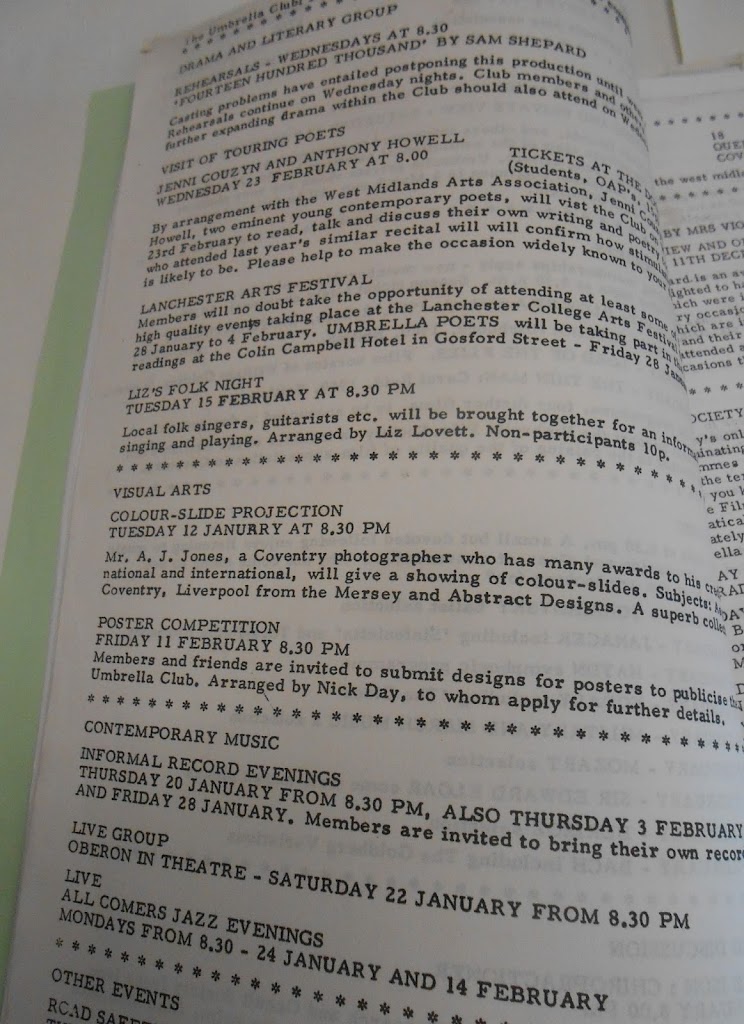 The Umbrella Club
* * * * * * * *
DRAMA AND LITERARY GROUP
REHEARSALS - WEDNESDAYS AT 8.30
'FOURTEEN HUNDRED THOUSAND' BY SAM SHEPARD
Casting problems have entailed postponing this production until
Rehearsals continue on Wednesday nights. Club members and
further expanding drama within the Club should also attend on
VISIT OF TOURING POETS
JENNI COUZYN AND ANTHONY HOWELL TICKETS AT THE
WEDNESDAY 23 FEBRUARY AT 8.00 (Students, OAP's,
By arrangement with the West Midlands Arts Association, Jenni
Howell, two eminent young contemporary poets, will vist the Club
23rd February to read, talk and discuss their own writing and poetry
who attended last year's similar recital will will confirm how
is likely to be. Please help to make the occasion widely known to your
LANCHESTER ARTS FESTIVAL
Members will no doubt take the opportunity of attending at least some
high quality events taking place at the Lanchester College Arts
28 January to 4 February. UMBRELLA POETS will be taking part in
readings at the Colin Campbell Hotel in Gosford Street - Friday 28
LIZ'S FOLK NIGHT
TUESDAY 15 FEBRUARY AT 8.30 PM
Local folk singers, guitarists etc. will be brought together for an
singing and playing. Arranged by Liz Lovett. Non-participants 10p.
* * * * * * * * * * * * * * * * * * * * * * * * * * * * * *
VISUAL ARTS
COLOUR-SLIDE PROJECTION
TUESDAY 12 JANURRY AT 8.30 PM
Mr. A. J. Jones, a Coventry photographer who has many awards to his
national and international, will give a showing of colour-slides. Subjects:
Coventry, Liverpool from the Mersey and Abstract Designs. A superb
POSTER COMPETITION
FRIDAY 11 FEBRUARY 8.30 PM
Members and friends are invited to submit designs for posters to publicise
Umbrella Club. Arranged by Nick Day, to whom apply for further details.
* * * * * * * * * * * * * * * * * * * * * * * * * * * * * *
CONTEMPORARY MUSIC
INFORMAL RECORD EVENINGS
THURSDAY 20 JANUARY FROM 8.30 PM, ALSO THURSDAY 3 FEBRUARY
AND FRIDAY 28 JANUARY. Members are invited to bring their own
LIVE GROUP
OBERON IN THEATRE - SATURDAY 22 JANUARY FROM 8.30 PM
LIVE
ALL COMERS JAZZ EVENINGS
MONDAYS FROM 8.30 - 24 JANUARY AND 14 FEBRUARY
* * * * * * * * * * * * * * * * * * * *
OTHER EVENTS
18
the west
BY MRS
11TH